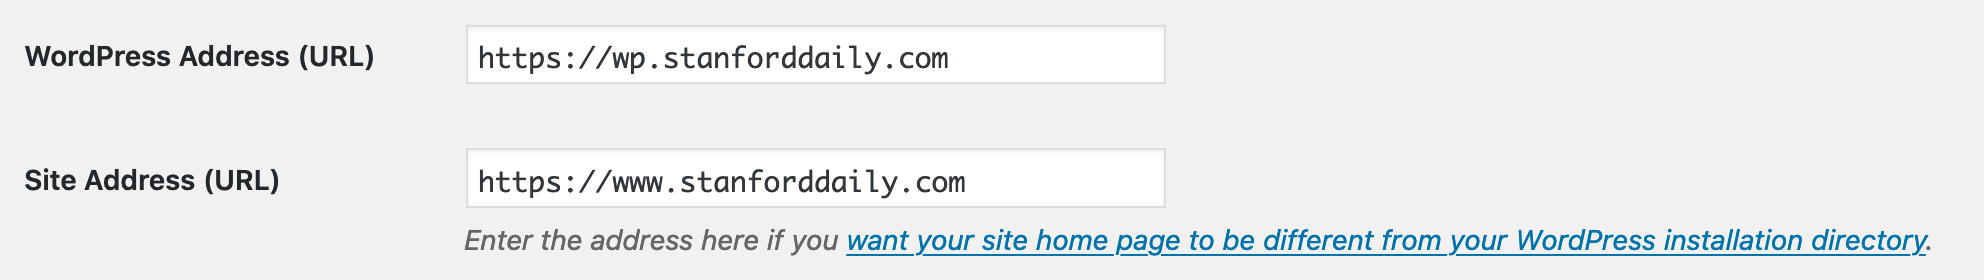 WordPress Address (URL) https://wp.stanforddaily.com
Site Address (URL) https://www.stanforddaily.com
Enter the address here if you want your site home page to be different from your WordPress installation directory.